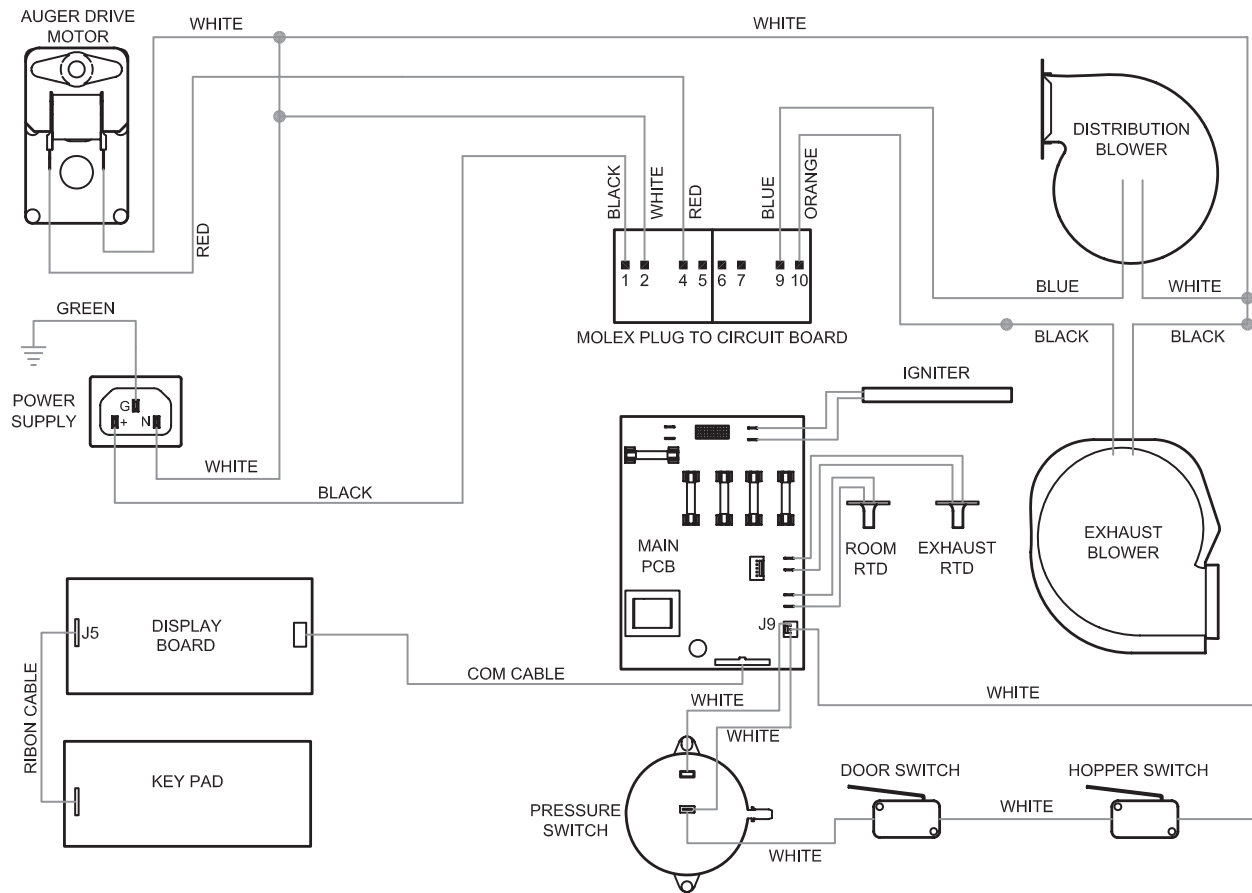 AUGER DRIVE
MOTOR
WHITE
WHITE
DISTRIBUTION
BLOWER
BLACK
WHITE
RED
BLUE
ORANGE
RED
1
2
4
5
6
7
9
10
MOLEX PLUG TO CIRCUIT BOARD
BLUE
WHITE
BLACK
BLACK
GREEN
POWER
SUPPLY
G
+
N
WHITE
BLACK
IGNITER
MAIN
PCB
ROOM
RTD
EXHAUST
RTD
EXHAUST
BLOWER
J5
DISPLAY
BOARD
J9
COM CABLE
RIBON CABLE
KEY PAD
WHITE
WHITE
WHITE
PRESSURE
SWITCH
DOOR SWITCH
HOPPER SWITCH
WHITE
WHITE